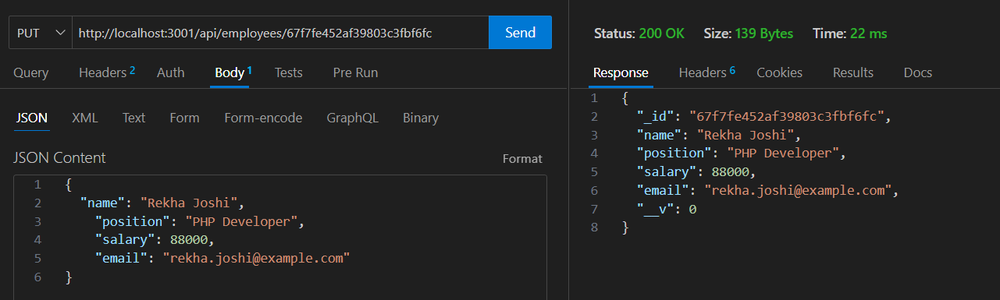 PUT http://localhost:3001/api/employees/67f7fe452af39803c3fbf6fc Send
Query Headers 2 Auth Body 1 Tests Pre Run
JSON XML Text Form Form-encode GraphQL Binary
JSON Content Format
1 {
2 "name": "Rekha Joshi",
3 "position": "PHP Developer",
4 "salary": 88000,
5 "email": "rekha.joshi@example.com"
6 }
Status: 200 OK Size: 139 Bytes Time: 22 ms
Response Headers 6 Cookies Results Docs
1 {
2 "_id": "67f7fe452af39803c3fbf6fc",
3 "name": "Rekha Joshi",
4 "position": "PHP Developer",
5 "salary": 88000,
6 "email": "rekha.joshi@example.com",
7 "__v": 0
8 }